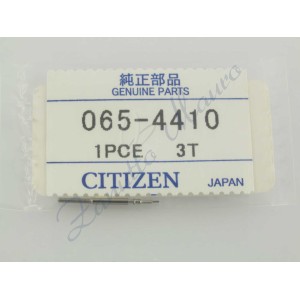 純正部品
GENUINE PARTS
065-4410
1PCE 3T
CITIZEN
JAPAN